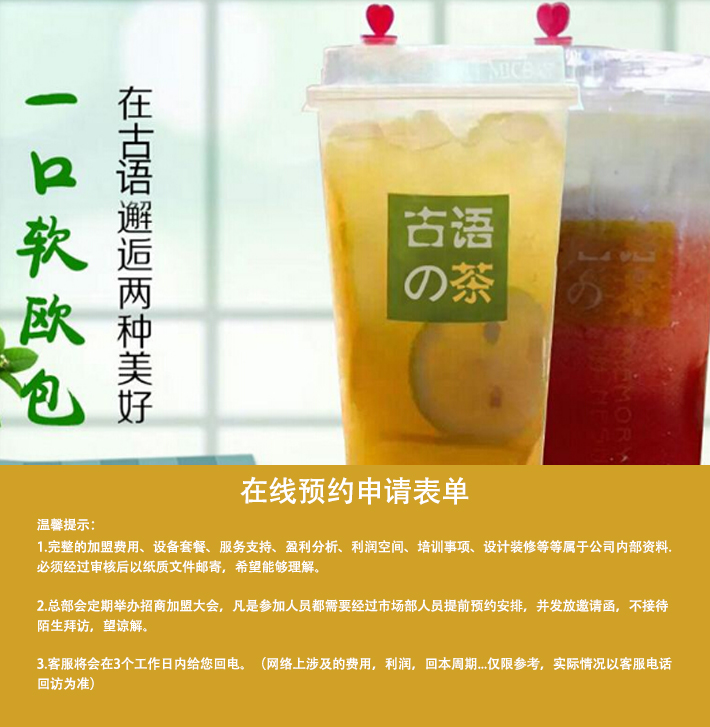 一口软欧包
在古语邂逅两种美好
古语
の茶
在线预约申请表单
温馨提示：
1.完整的加盟费用、设备套餐、服务支持、盈利分析、利润空间、培训事项、设计装修等等属于公司内部资料.
必须经过审核后以纸质文件邮寄，希望能够理解。
2.总部会定期举办招商加盟大会，凡是参加人员都需要经过市场部人员提前预约安排，并发放邀请函，不接待
陌生拜访，望谅解。
3.客服将会在3个工作日内给您回电。（网络上涉及的费用，利润，回本周期...仅限参考，实际情况以客服电话
回访为准）